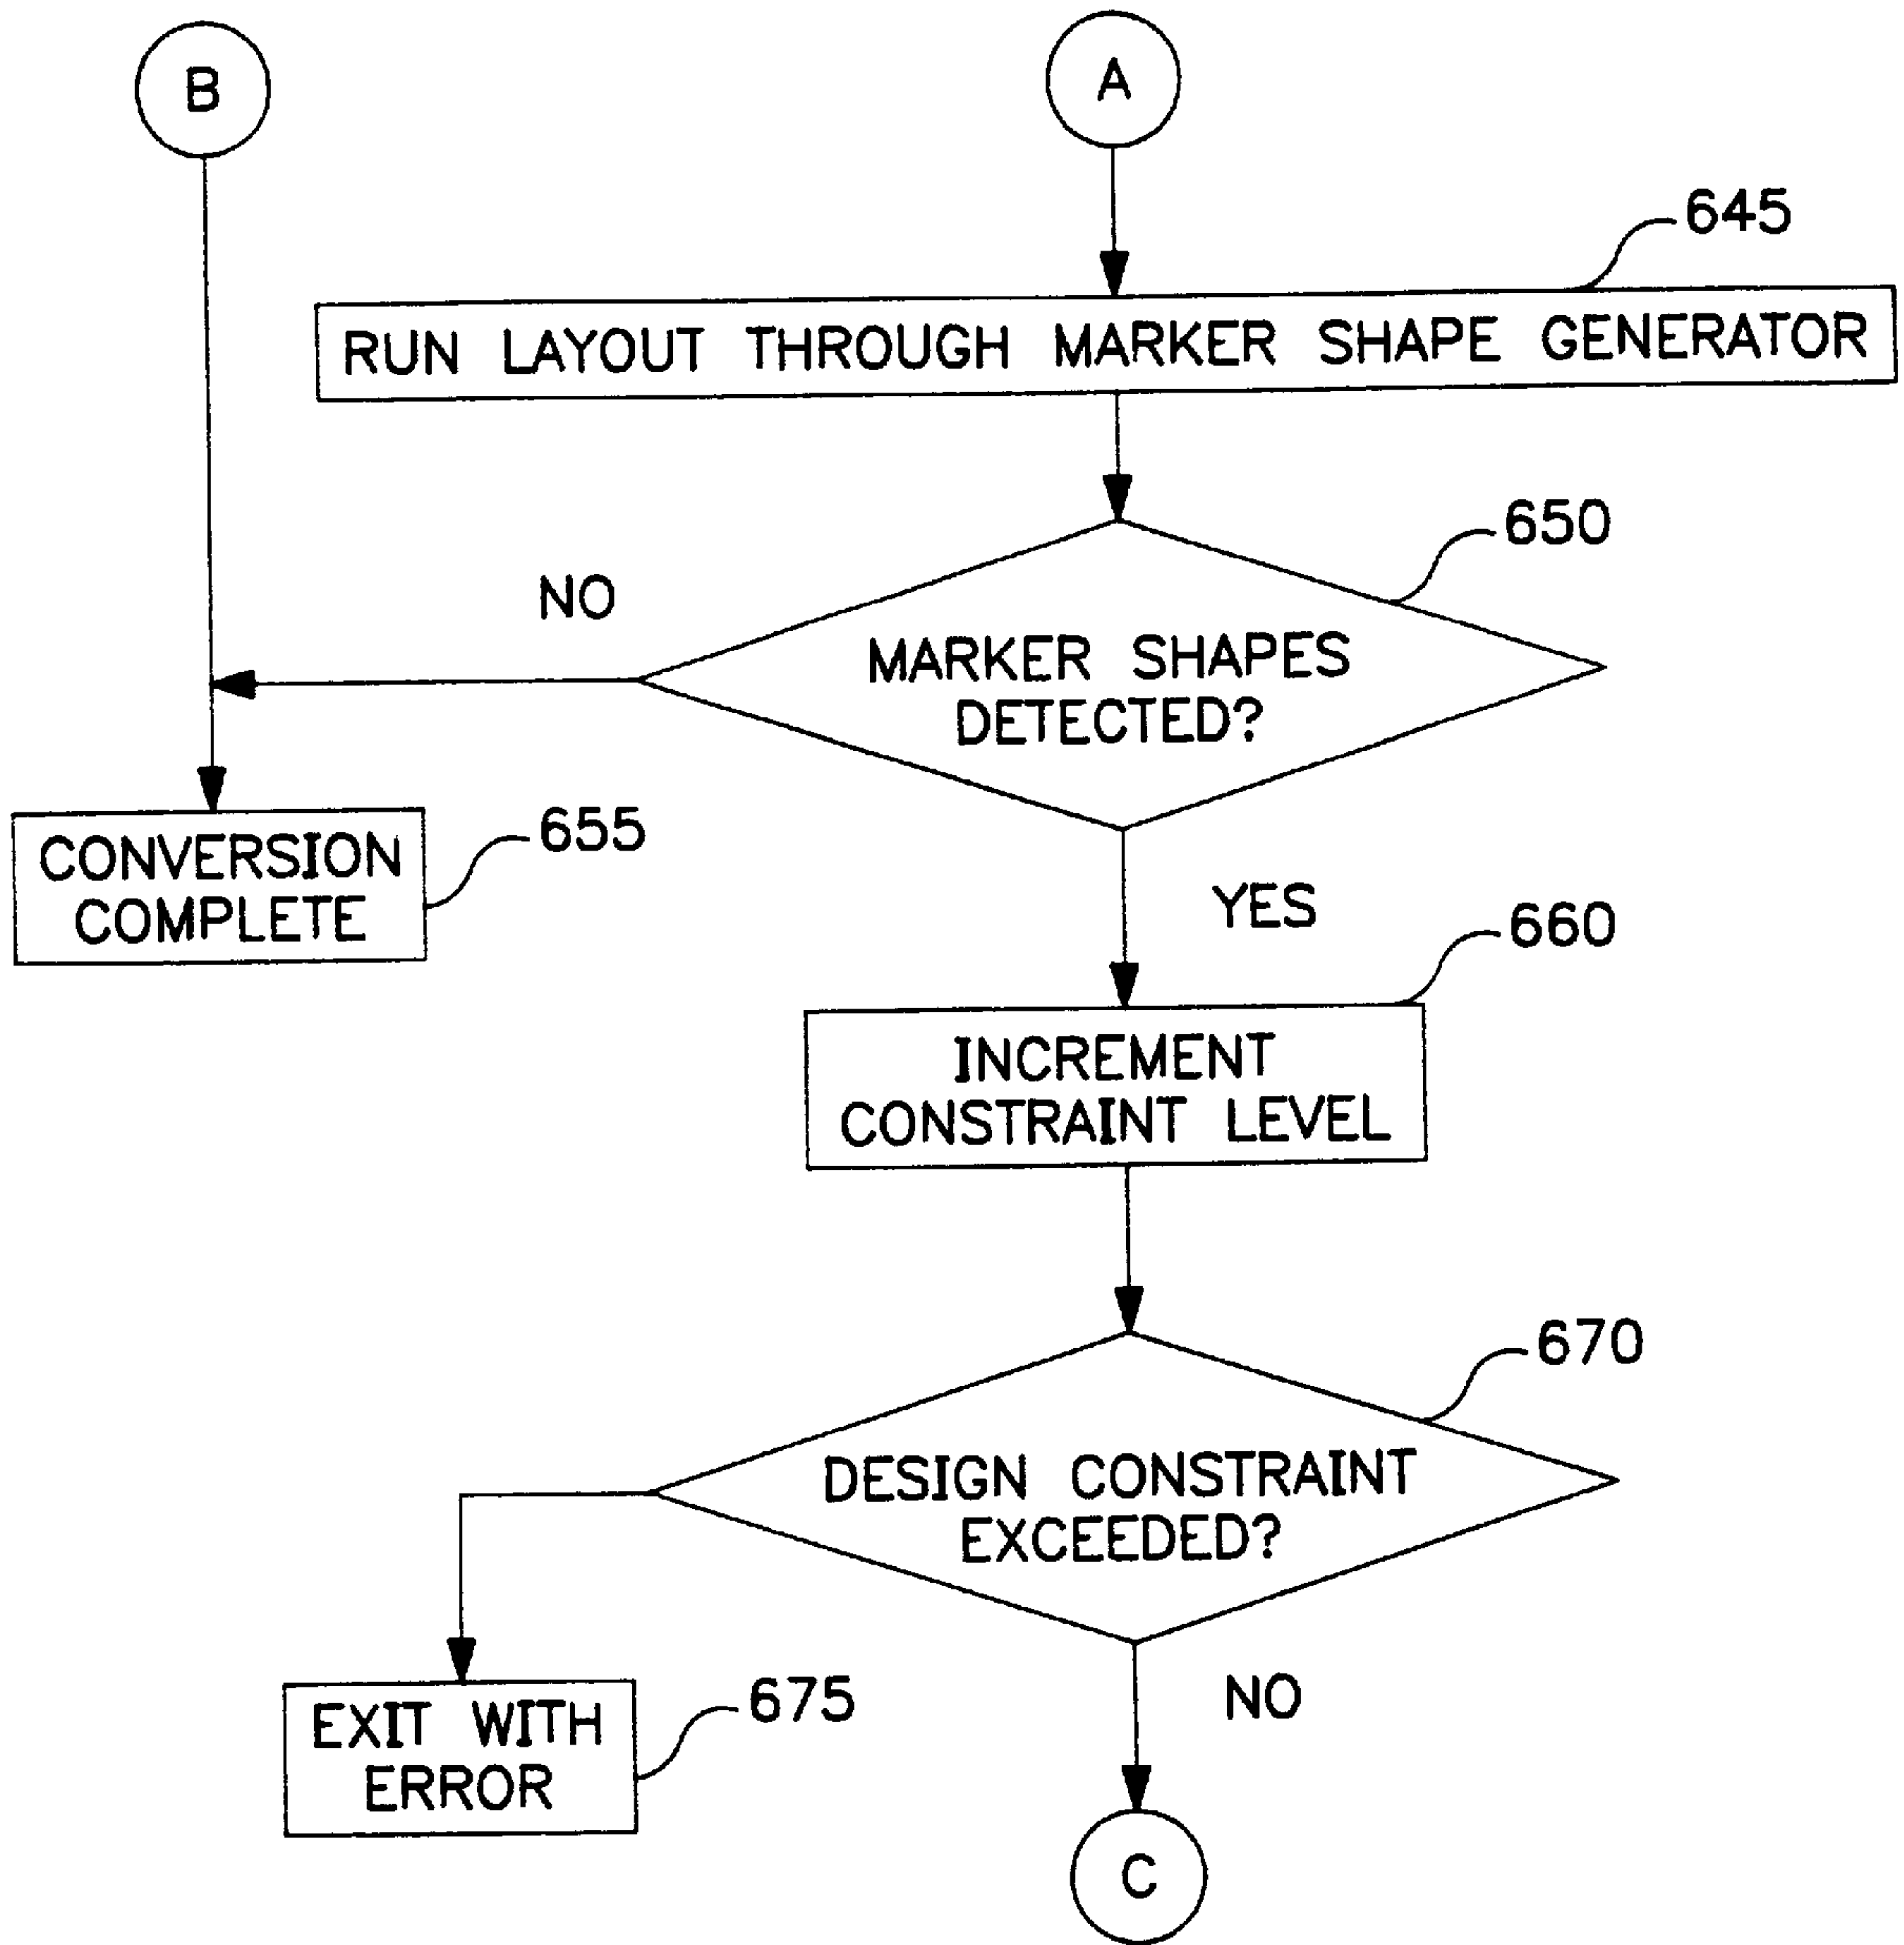 B
A
645
RUN LAYOUT THROUGH MARKER SHAPE GENERATOR
650
NO
MARKER SHAPES
DETECTED?
655
CONVERSION
COMPLETE
YES
660
INCREMENT
CONSTRAINT LEVEL
670
DESIGN CONSTRAINT
EXCEEDED?
675
EXIT WITH
ERROR
NO
C